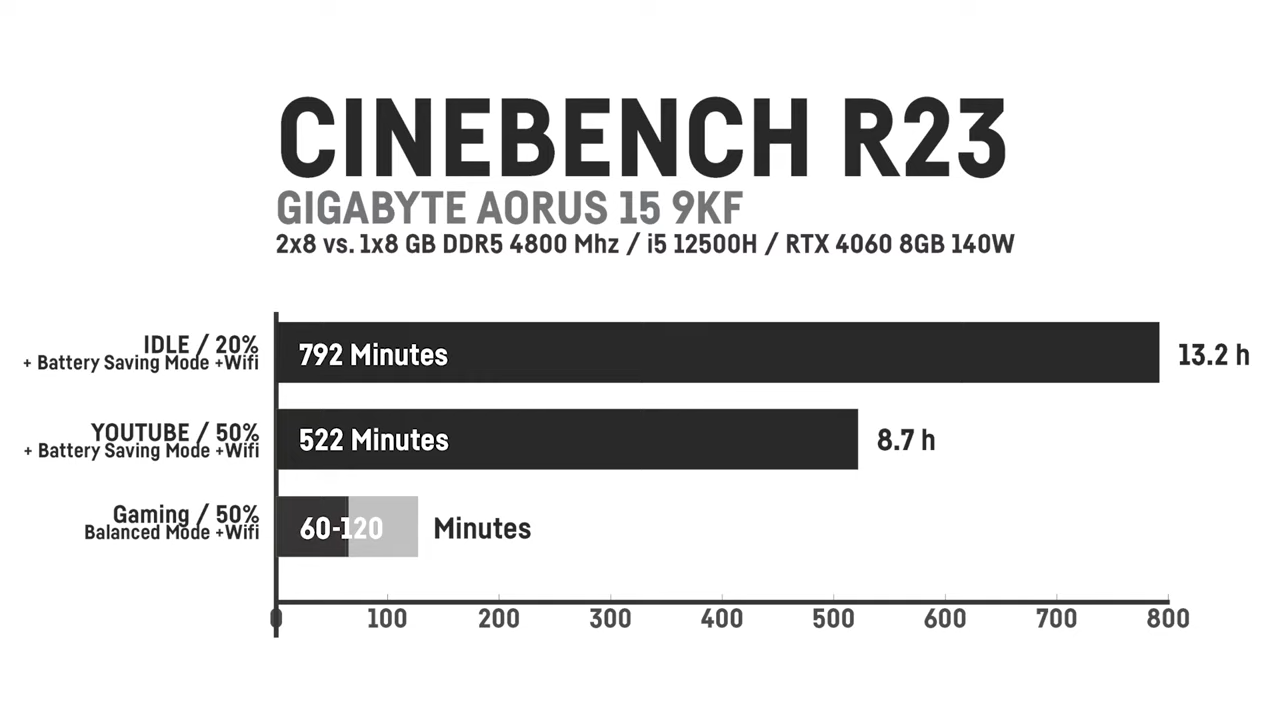 CINEBENCH R23
GIGABYTE AORUS 15 9KF
2x8 vs. 1x8 GB DDR5 4800 Mhz / i5 12500H / RTX 4060 8GB 140W
IDLE / 20%
+ Battery Saving Mode +Wifi
792 Minutes
13.2 h
YOUTUBE / 50%
+ Battery Saving Mode +Wifi
522 Minutes
8.7 h
Gaming / 50%
Balanced Mode +Wifi
60-120
Minutes
0 100 200 300 400 500 600 700 800